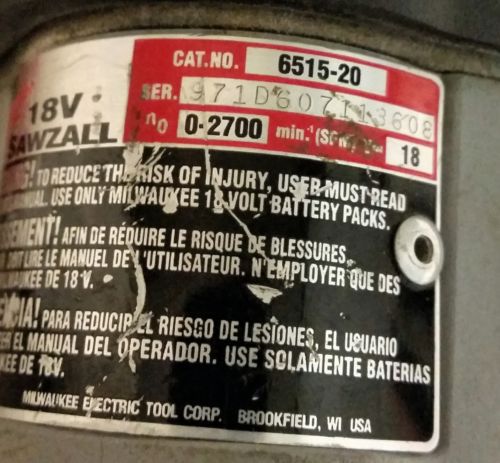 CAT.NO. 6515-20
SER. 971D607113608
18V
SAWZALL
n0 0-2700 min.-1 (SPM) 18
TO REDUCE THE RISK OF INJURY, USER MUST READ
MANUAL. USE ONLY MILWAUKEE 18 VOLT BATTERY PACKS.
AFIN DE RÉDUIRE LE RISQUE DE BLESSURES,
LIRE LE MANUEL DE L'UTILISATEUR. N'EMPLOYER QUE DES
DE 18 V.
PARA REDUCIR EL RIESGO DE LESIONES, EL USUARIO
EL MANUAL DEL OPERADOR. USE SOLAMENTE BATERIAS
DE 18V.
MILWAUKEE ELECTRIC TOOL CORP. BROOKFIELD, WI USA